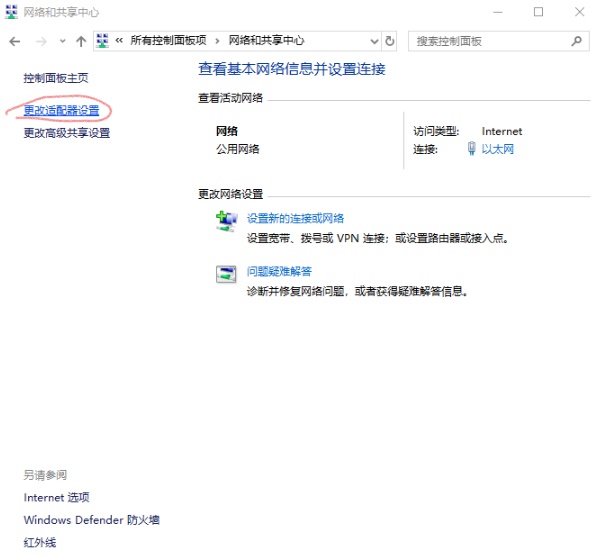 网络和共享中心
« 所有控制面板项 › 网络和共享中心
搜索控制面板
控制面板主页
更改适配器设置
更改高级共享设置
查看基本网络信息并设置连接
查看活动网络
网络
公用网络
访问类型: Internet
连接: 以太网
更改网络设置
设置新的连接或网络
设置宽带、拨号或 VPN 连接；或设置路由器或接入点。
问题疑难解答
诊断并修复网络问题，或者获得疑难解答信息。
另请参阅
Internet 选项
Windows Defender 防火墙
红外线